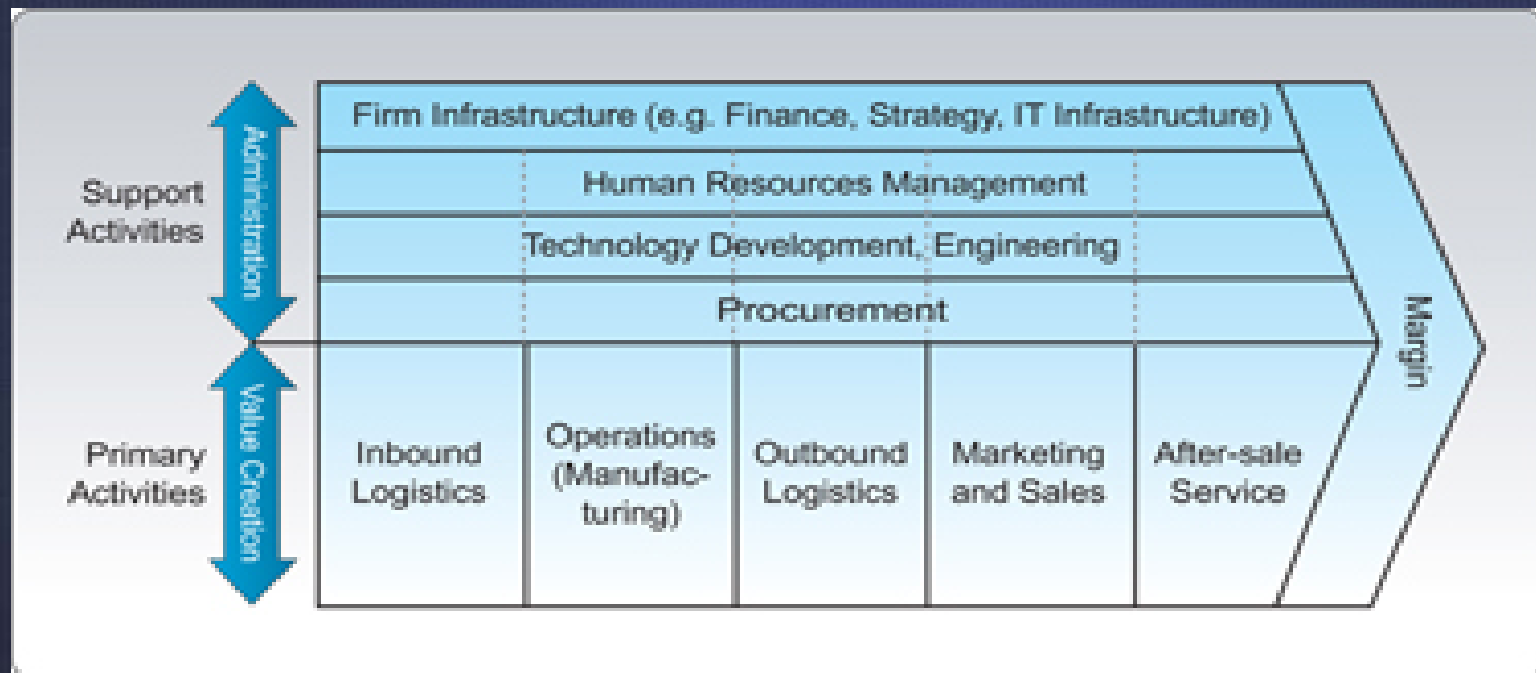 Firm Infrastructure (e.g. Finance, Strategy, IT Infrastructure)
Human Resources Management
Technology Development, Engineering
Procurement
Support
Activities
Administration
Primary
Activities
Value Creation
Inbound
Logistics
Operations
(Manufac-
turing)
Outbound
Logistics
Marketing
and Sales
After-sale
Service
Margin